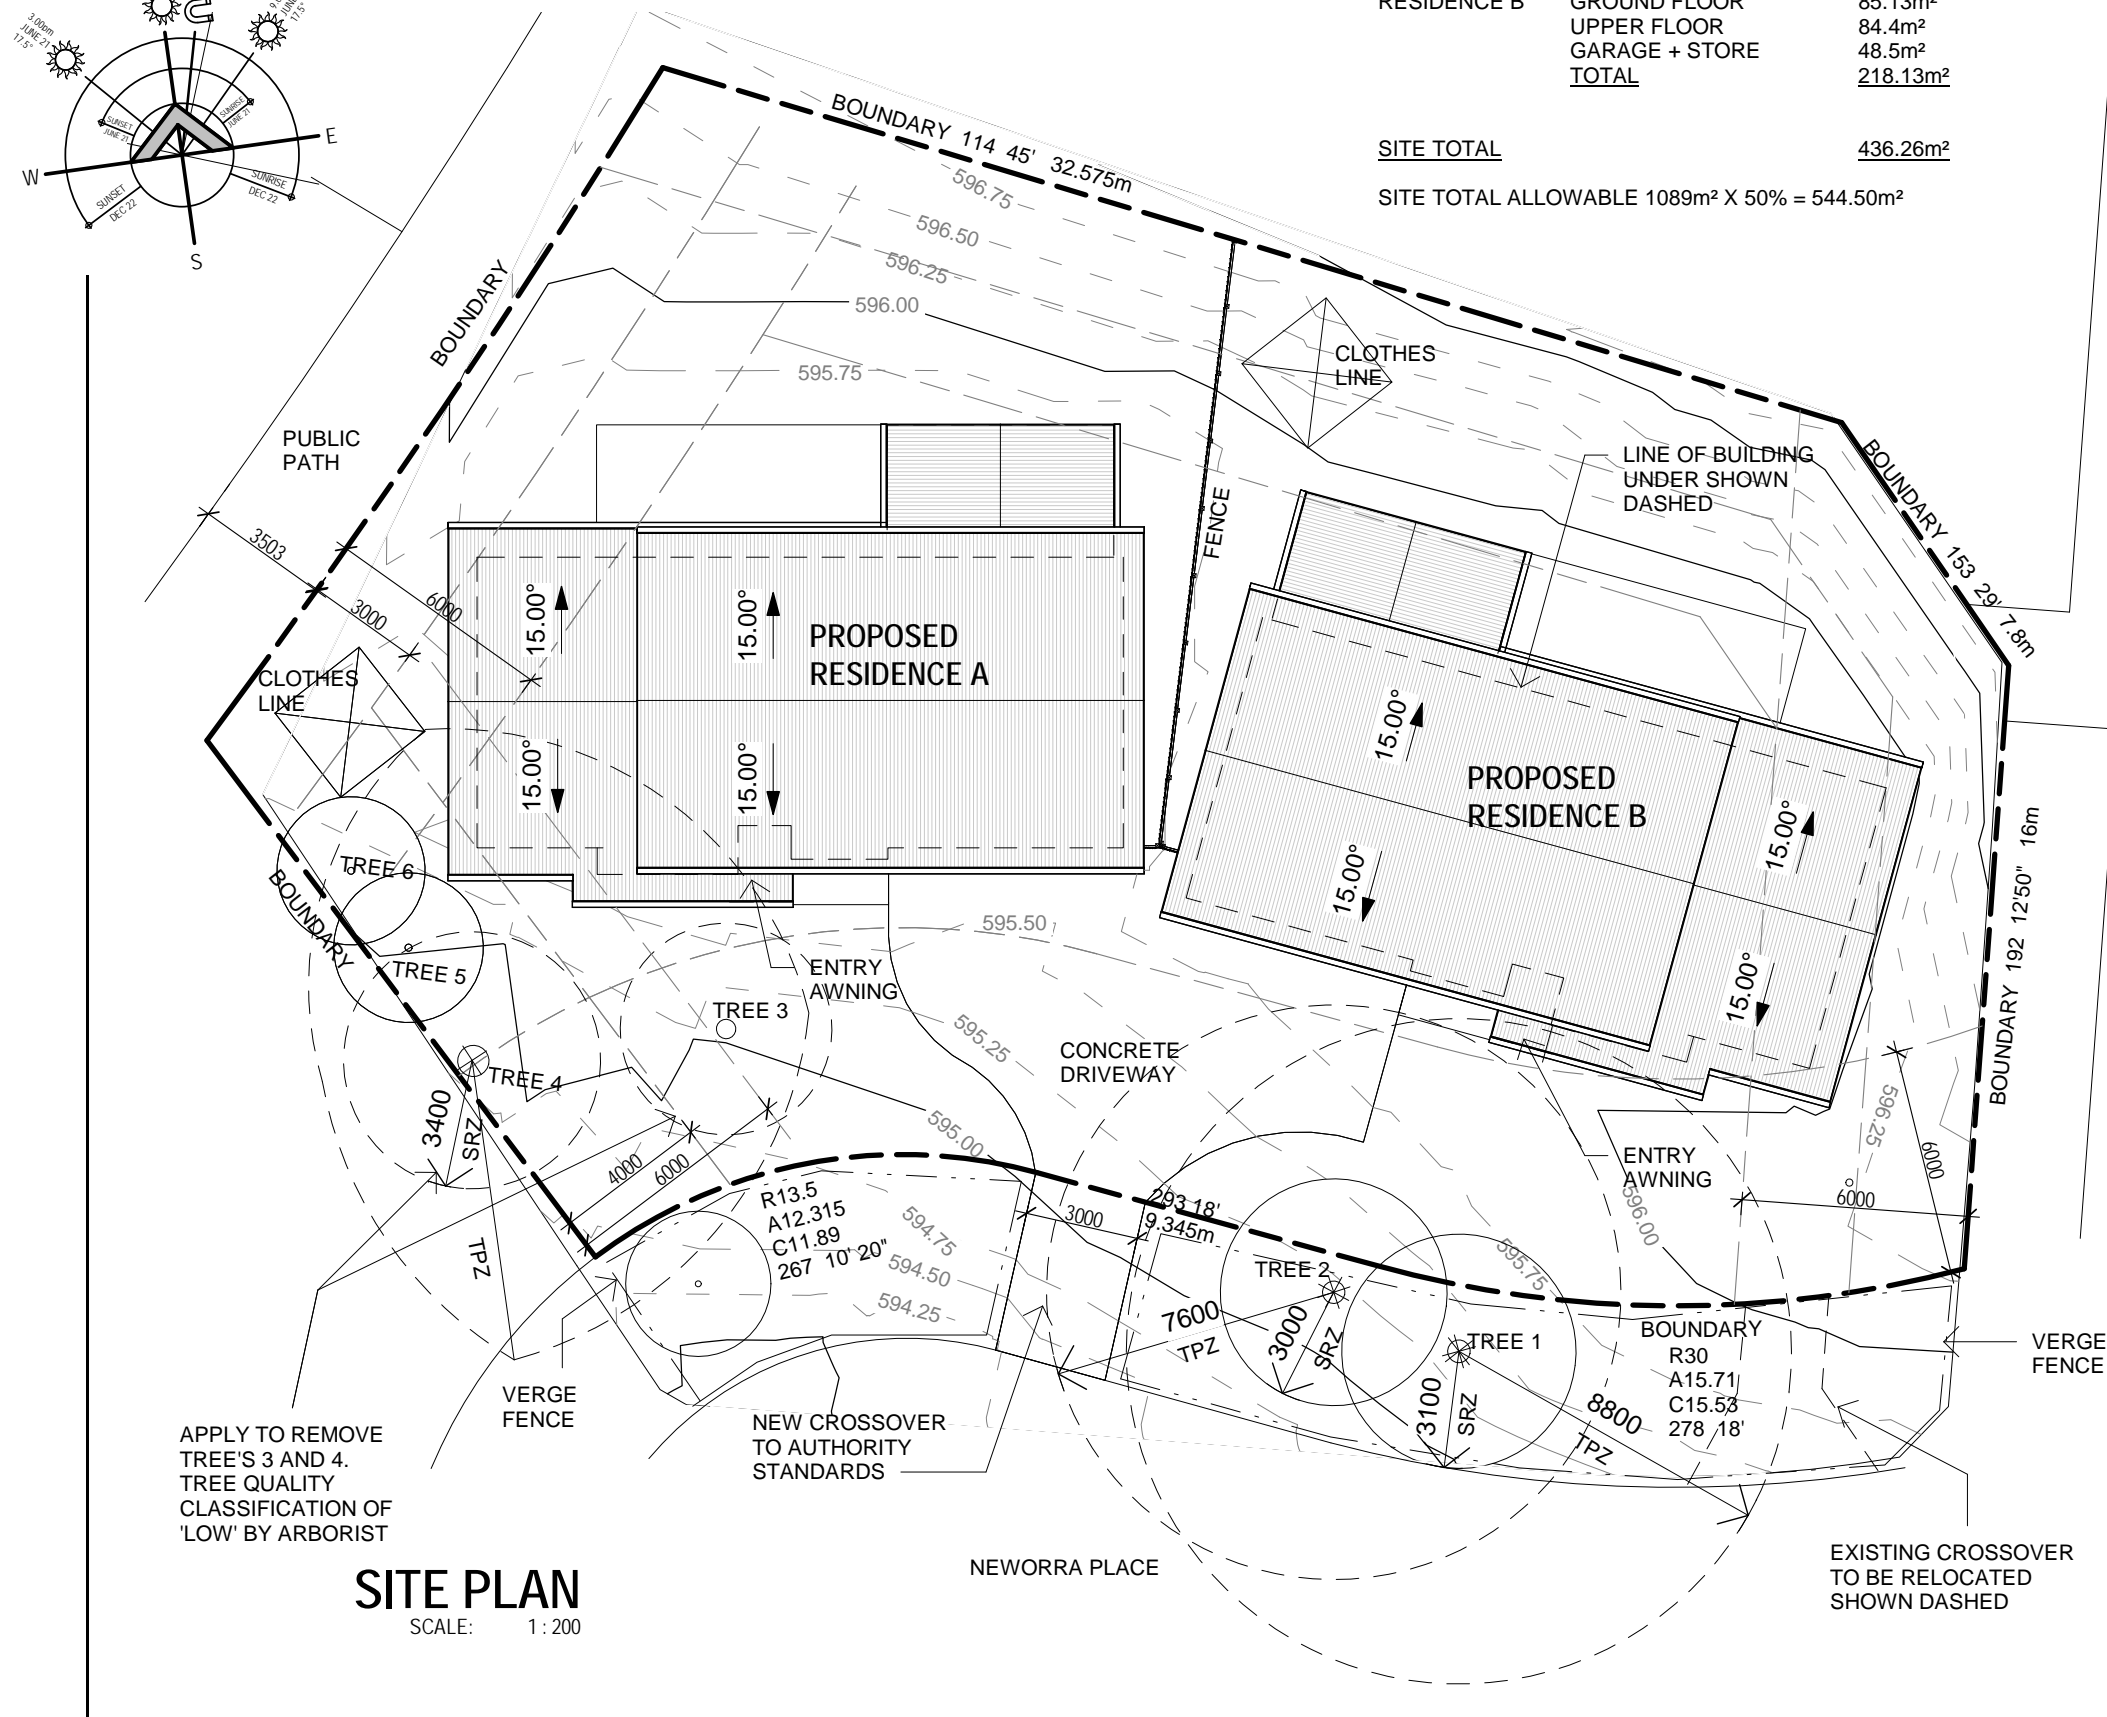 3.00pm
JUNE 21
17.5°
17.5°
SUNSET
JUNE 21
SUNRISE
JUNE 21
W
E
S
SUNSET
DEC 22
SUNRISE
DEC 22
RESIDENCE B GROUND FLOOR 85.13m²
UPPER FLOOR 84.4m²
GARAGE + STORE 48.5m²
TOTAL 218.13m²
SITE TOTAL 436.26m²
SITE TOTAL ALLOWABLE 1089m² X 50% = 544.50m²
BOUNDARY 114 45' 32.575m
596.75
596.50
596.25
596.00
595.75
BOUNDARY
PUBLIC
PATH
CLOTHES
LINE
FENCE
LINE OF BUILDING
UNDER SHOWN
DASHED
BOUNDARY 153 29' 7.8m
3503
3000
6000
15.00°
15.00°
PROPOSED
RESIDENCE A
CLOTHES
LINE
15.00°
15.00°
15.00°
PROPOSED
RESIDENCE B
15.00°
15.00°
15.00°
BOUNDARY 192 12'50" 16m
TREE 6
BOUNDARY
TREE 5
595.50
ENTRY
AWNING
TREE 3
595.25
CONCRETE
DRIVEWAY
TREE 4
3400
SRZ
TPZ
4000
6000
595.00
R13.5
A12.315
C11.89
267 10' 20"
594.75
594.50
594.25
3000
293 18'
9.345m
TREE 2
7600
TPZ
3000
SRZ
TREE 1
3100
SRZ
8800
TPZ
595.75
596.00
ENTRY
AWNING
596.25
6000
6000
BOUNDARY
R30
A15.71
C15.53
278 18'
VERGE
FENCE
VERGE
FENCE
NEW CROSSOVER
TO AUTHORITY
STANDARDS
APPLY TO REMOVE
TREE'S 3 AND 4.
TREE QUALITY
CLASSIFICATION OF
'LOW' BY ARBORIST
NEWORRA PLACE
EXISTING CROSSOVER
TO BE RELOCATED
SHOWN DASHED
SITE PLAN
SCALE: 1 : 200